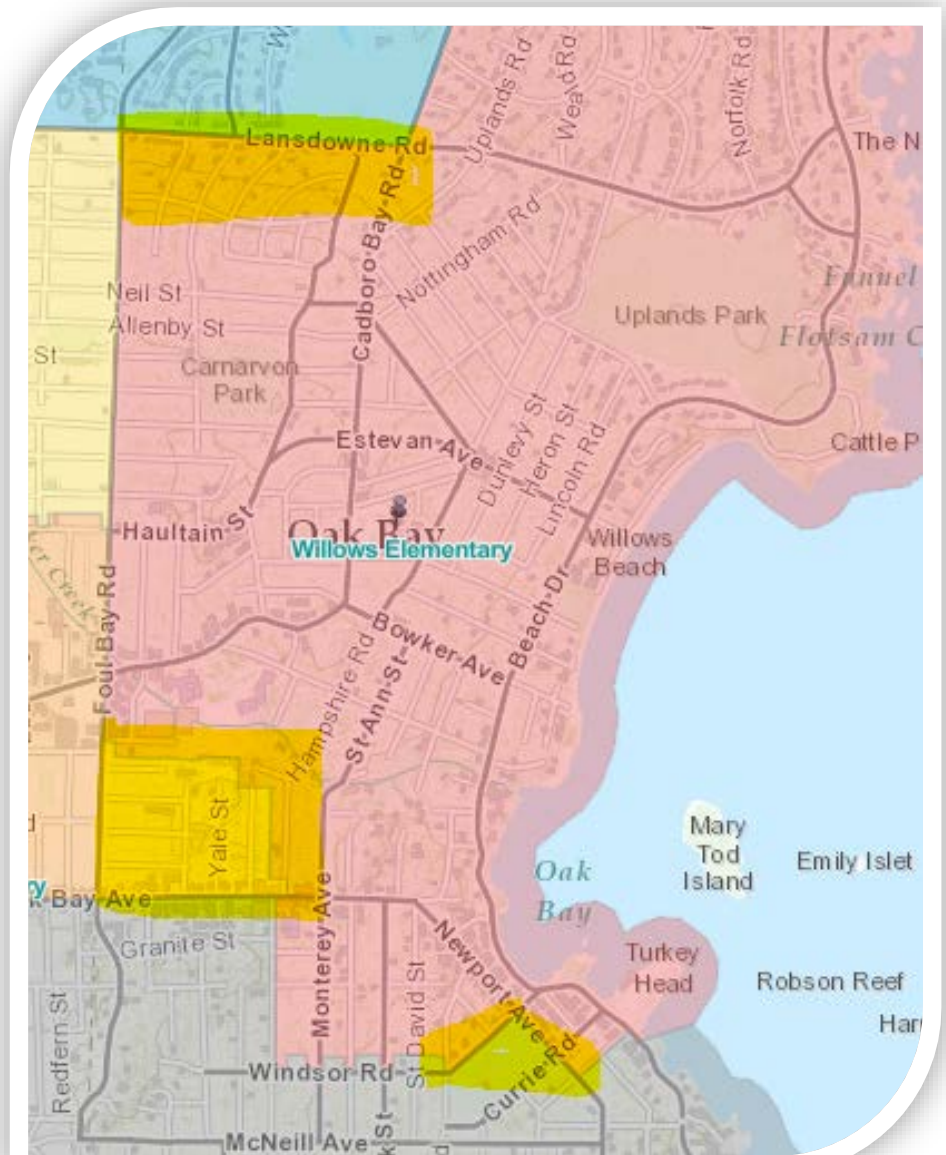 Uplands Rd
Weald Rd
Norfolk Rd
Lansdowne Rd
The N
Cadboro Bay Rd
Nottingham Rd
Neil St
Allenby St
St
Carnarvon
Park
Uplands Park
Funnel
Flotsam C
Cattle P
Estevan Ave
Dunlevy St
Heron St
Lincoln Rd
Haultain St
Oak Bay
Willows Elementary
Willows
Beach
Foul Bay Rd
Bowker Ave
Beach Dr
Hampshire Rd
St Ann St
Yale St
Mary
Tod
Island
Emily Islet
Oak
Bay
ry
k Bay Ave
Granite St
Monterey Ave
Newport Ave
Turkey
Head
Robson Reef
Har
St David St
Redfern St
Windsor Rd
Currie Rd
McNeill Ave
k St